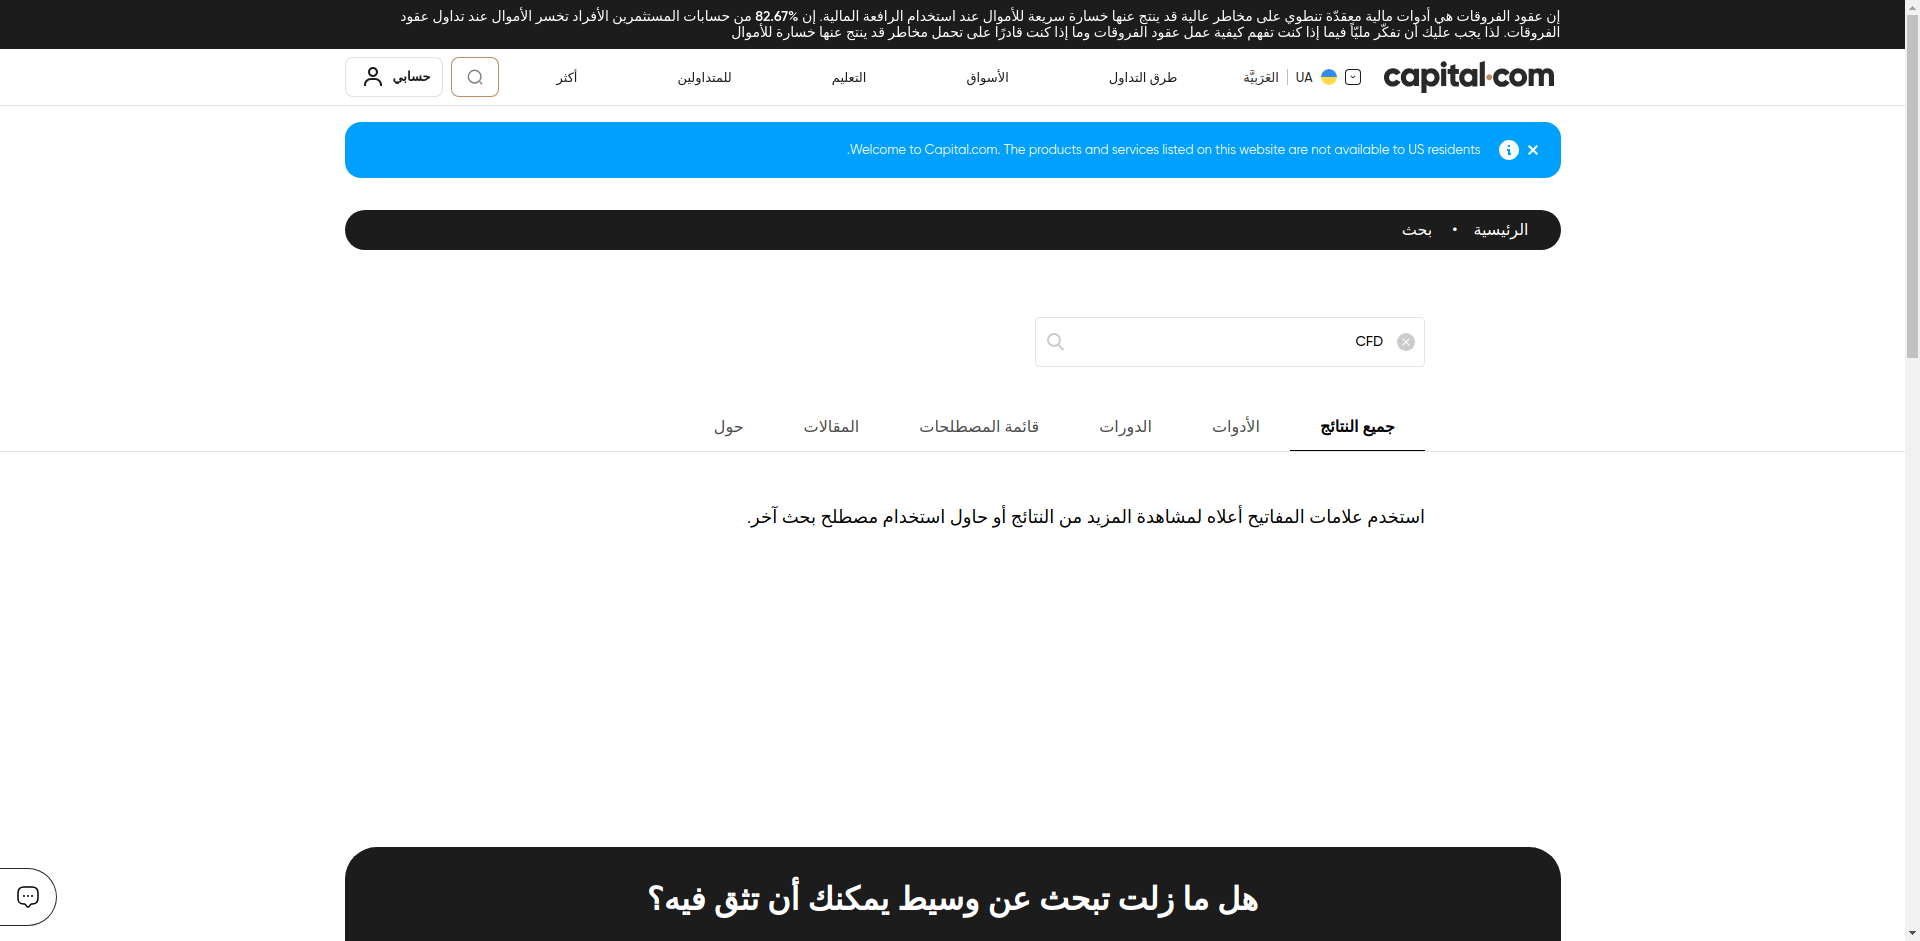 إن عقود الفروقات هي أدوات مالية معقدّة تنطوي على مخاطر عالية قد ينتج عنها خسارة سريعة للأموال عند استخدام الرافعة المالية. إن %82.67 من حسابات المستثمرين الأفراد تخسر الأموال عند تداول عقود
الفروقات. لذا يجب عليك أن تفكّر مليّاً فيما إذا كنت تفهم كيفية عمل عقود الفروقات وما إذا كنت قادرًا على تحمل مخاطر قد ينتج عنها خسارة للأموال
capital.com
UA
العَرَبِيَّة
طرق التداول
الأسواق
التعليم
للمتداولين
أكثر
حسابي
.Welcome to Capital.com. The products and services listed on this website are not available to US residents
الرئيسية • بحث
CFD
جميع النتائج
الأدوات
الدورات
قائمة المصطلحات
المقالات
حول
استخدم علامات المفاتيح أعلاه لمشاهدة المزيد من النتائج أو حاول استخدام مصطلح بحث آخر.
هل ما زلت تبحث عن وسيط يمكنك أن تثق فيه؟